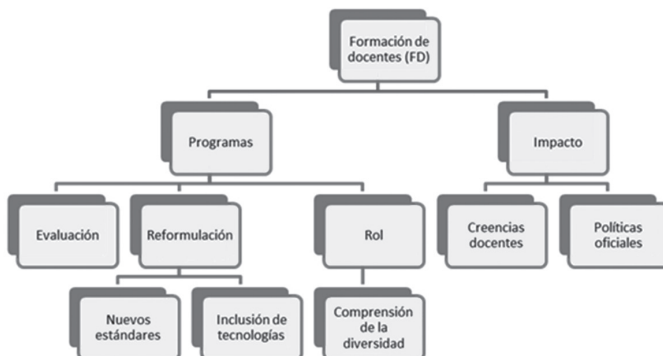 Formación de
docentes (FD)
Programas
Impacto
Evaluación
Reformulación
Rol
Creencias
docentes
Políticas
oficiales
Nuevos
estándares
Inclusión de
tecnologías
Comprensión
de la
diversidad